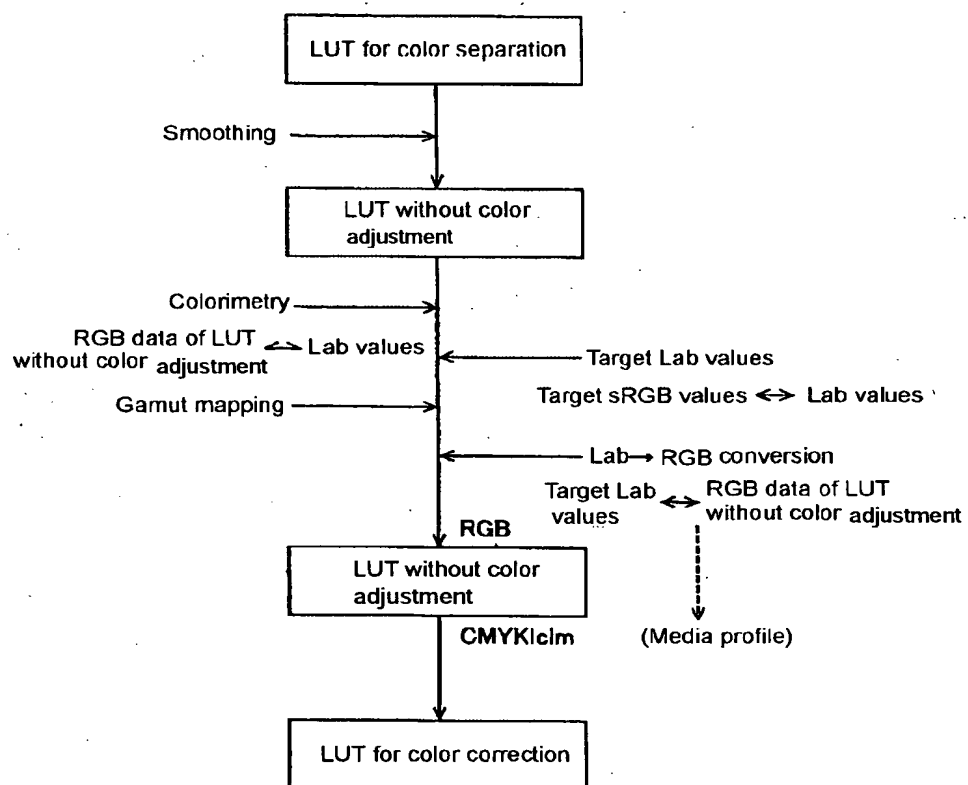 LUT for color separation
Smoothing
LUT without color
adjustment
Colorimetry
RGB data of LUT
without color adjustment
Lab values
Target Lab values
Target sRGB values
Lab values
Gamut mapping
Lab
RGB conversion
Target Lab
values
RGB data of LUT
without color adjustment
RGB
LUT without color
adjustment
CMYKlclm
(Media profile)
LUT for color correction